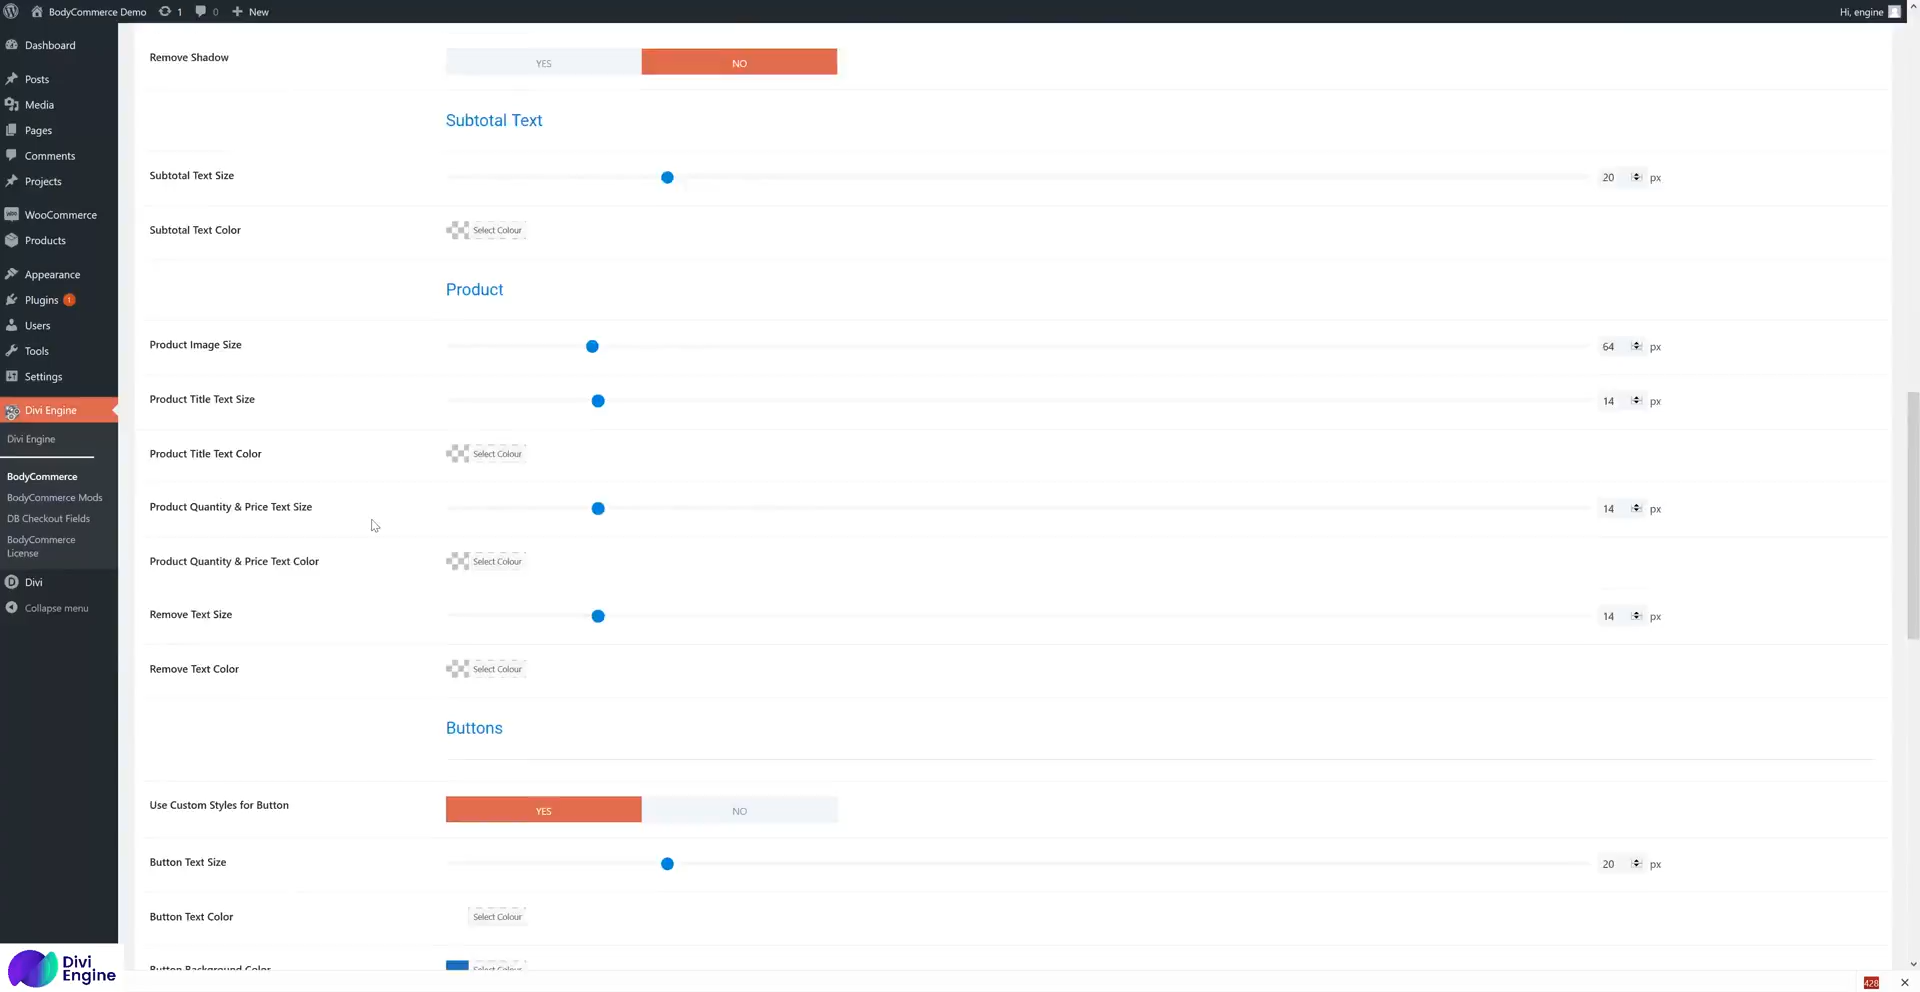 BodyCommerce Demo 1 0 New Hi, engine
Dashboard
Posts
Media
Pages
Comments
Projects
WooCommerce
Products
Appearance
Plugins 1
Users
Tools
Settings
Divi Engine
Divi Engine
BodyCommerce
BodyCommerce Mods
DB Checkout Fields
BodyCommerce
License
Divi
Collapse menu
Divi
Engine
Remove Shadow YES NO
Subtotal Text
Subtotal Text Size 20 px
Subtotal Text Color Select Colour
Product
Product Image Size 64 px
Product Title Text Size 14 px
Product Title Text Color Select Colour
Product Quantity & Price Text Size 14 px
Product Quantity & Price Text Color Select Colour
Remove Text Size 14 px
Remove Text Color Select Colour
Buttons
Use Custom Styles for Button YES NO
Button Text Size 20 px
Button Text Color Select Colour
Button Background Color Select Colour
428